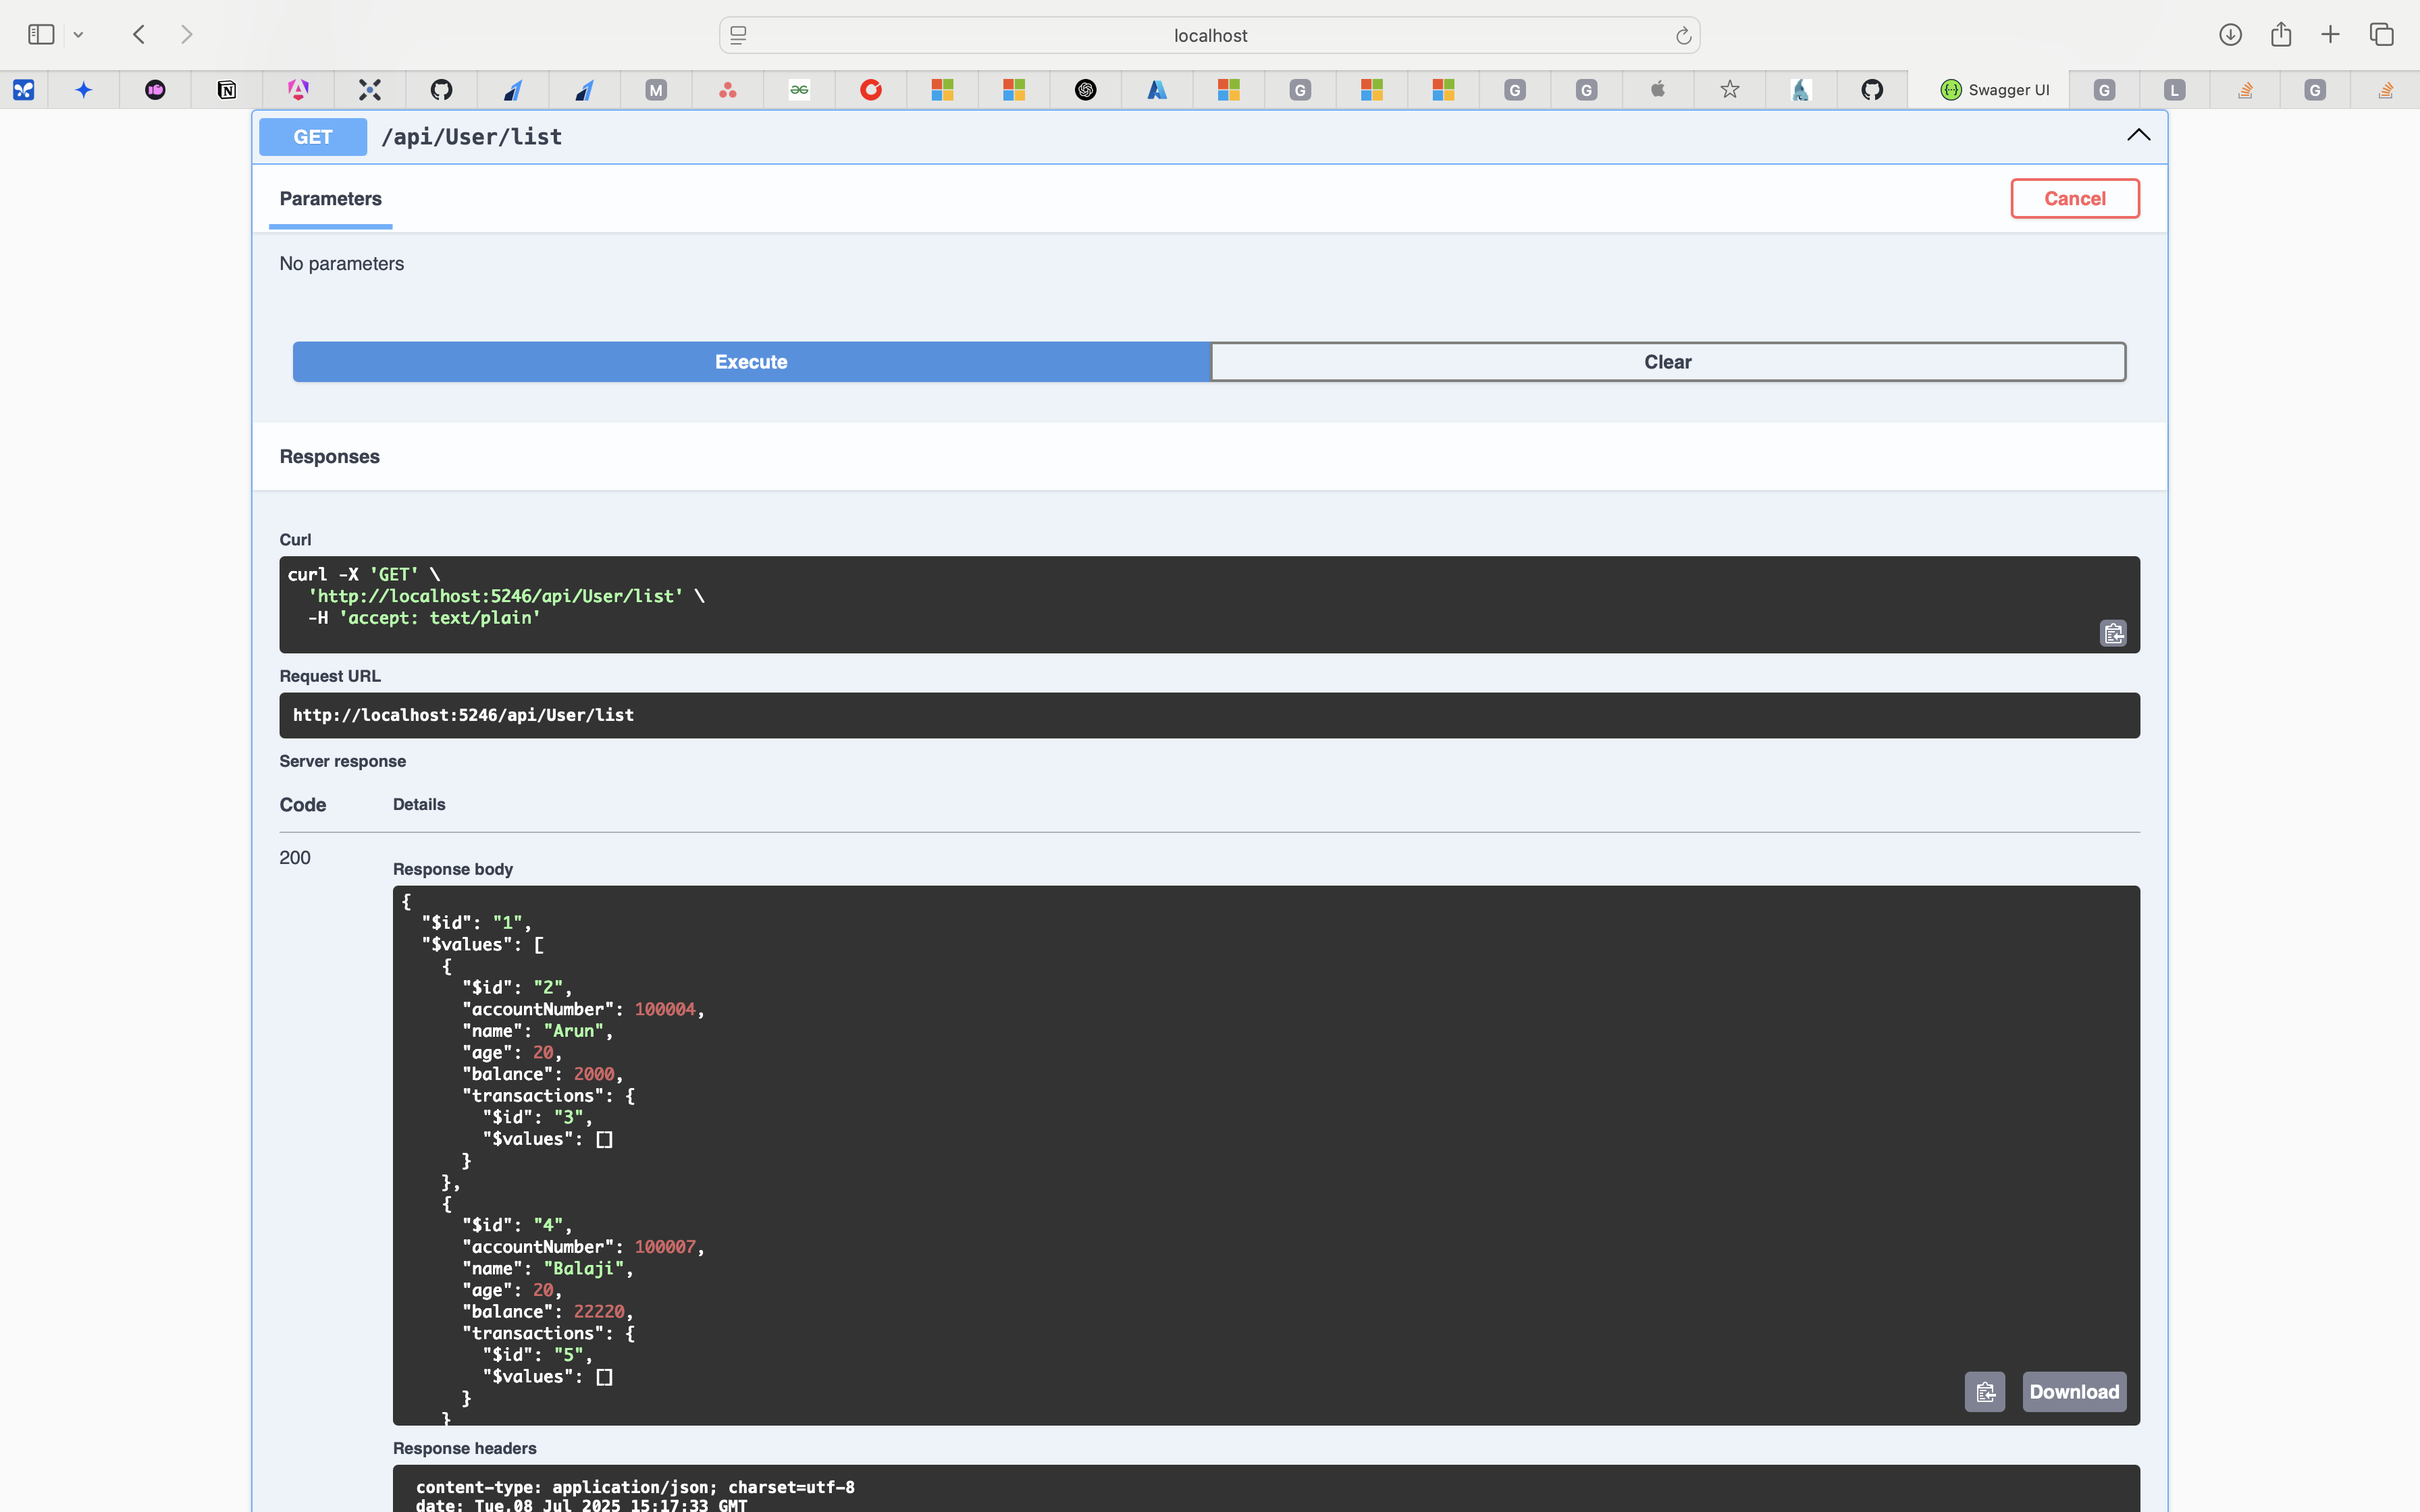 localhost
M
G
G
G
Swagger UI
G
L
G
GET /api/User/list
Parameters
Cancel
No parameters
Execute
Clear
Responses
Curl
curl -X 'GET' \
'http://localhost:5246/api/User/list' \
-H 'accept: text/plain'
Request URL
http://localhost:5246/api/User/list
Server response
Code Details
200
Response body
{
"$id": "1",
"$values": [
{
"$id": "2",
"accountNumber": 100004,
"name": "Arun",
"age": 20,
"balance": 2000,
"transactions": {
"$id": "3",
"$values": []
}
},
{
"$id": "4",
"accountNumber": 100007,
"name": "Balaji",
"age": 20,
"balance": 22220,
"transactions": {
"$id": "5",
"$values": []
}
}
Download
Response headers
content-type: application/json; charset=utf-8
date: Tue,08 Jul 2025 15:17:33 GMT